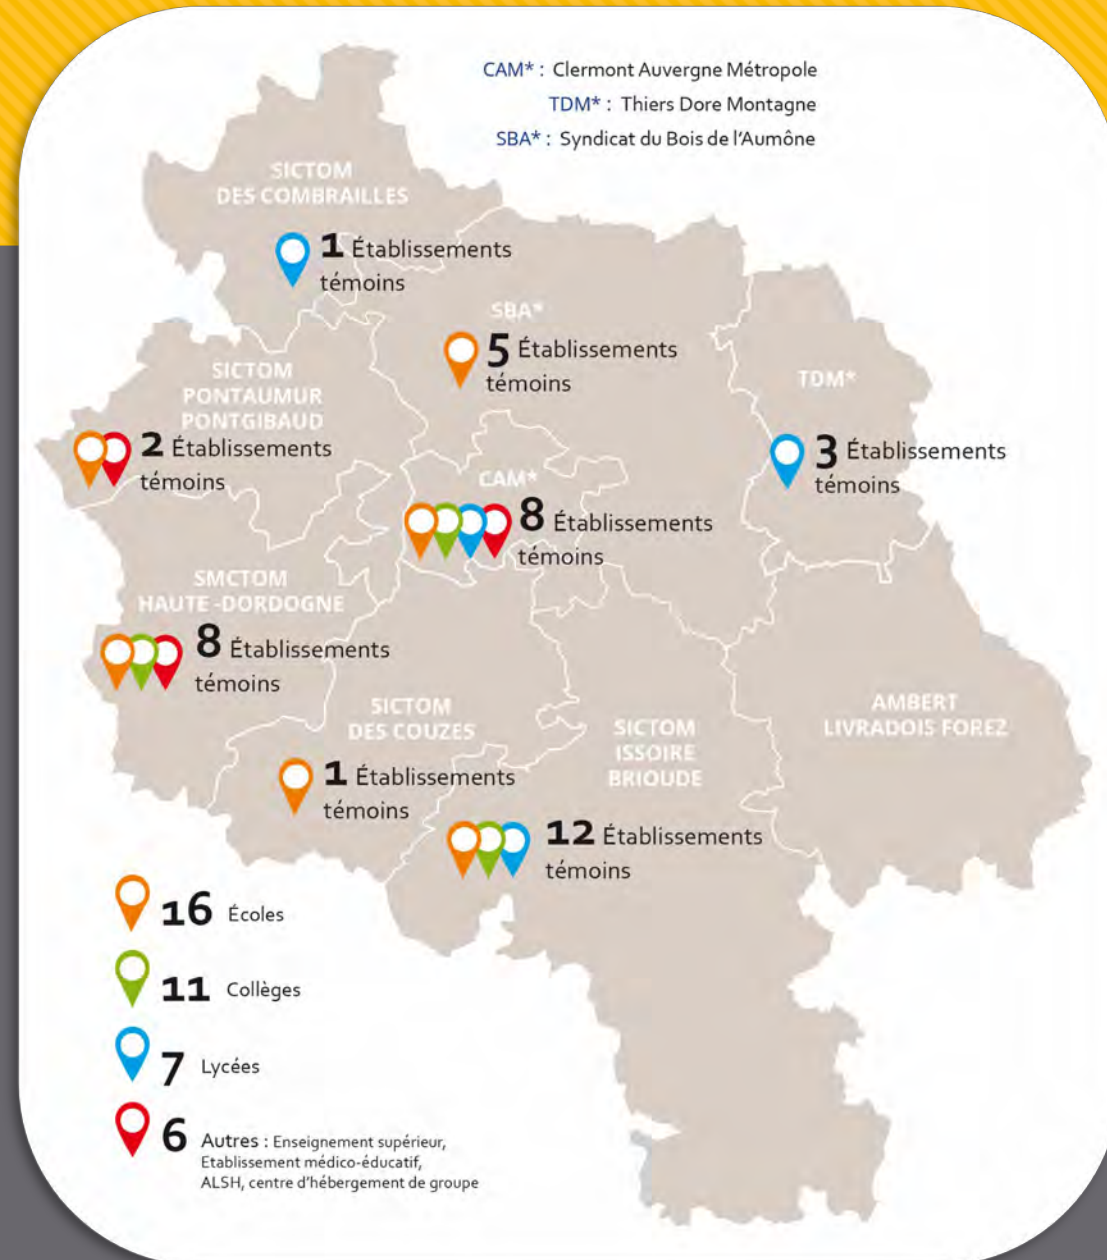 CAM* : Clermont Auvergne Métropole
TDM* : Thiers Dore Montagne
SBA* : Syndicat du Bois de l'Aumône
SICTOM
DES COMBRAILLES
1 Établissements
témoins
SBA*
5 Établissements
témoins
SICTOM
PONTAUMUR
PONTGIBAUD
2 Établissements
témoins
TDM*
3 Établissements
témoins
CAM*
8 Établissements
témoins
SMCTOM
HAUTE -DORDOGNE
8 Établissements
témoins
SICTOM
DES COUZES
1 Établissements
témoins
SICTOM
ISSOIRE
BRIOUDE
12 Établissements
témoins
AMBERT
LIVRADOIS FOREZ
16 Écoles
11 Collèges
7 Lycées
6 Autres : Enseignement supérieur,
Etablissement médico-éducatif,
ALSH, centre d'hébergement de groupe